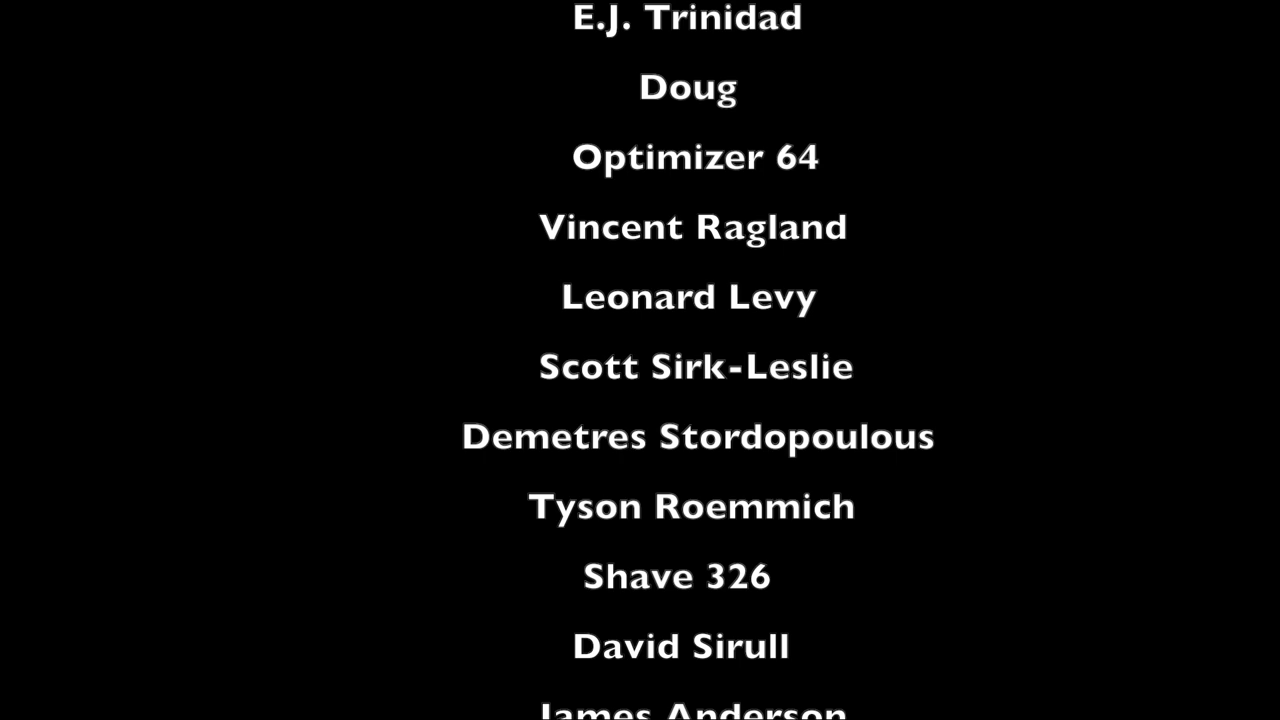 E.J. Trinidad
Doug
Optimizer 64
Vincent Ragland
Leonard Levy
Scott Sirk-Leslie
Demetres Stordopoulous
Tyson Roemmich
Shave 326
David Sirull
James Anderson